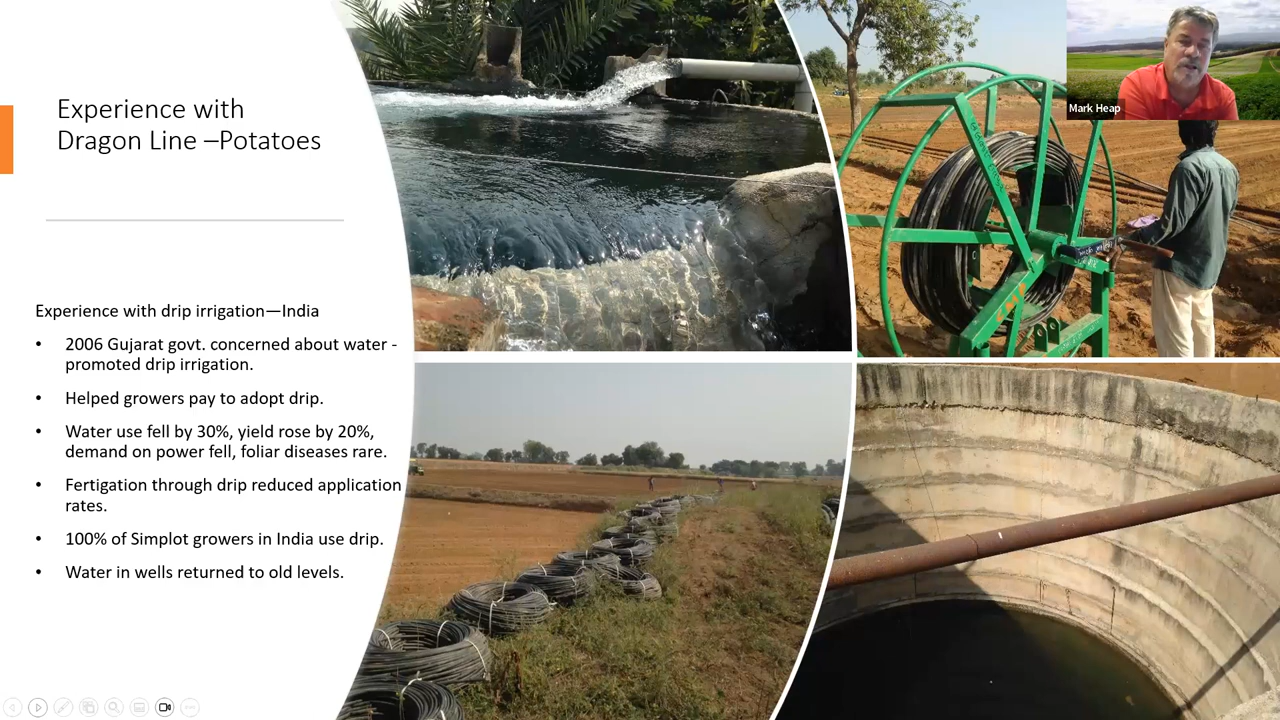 Experience with
Dragon Line –Potatoes
Experience with drip irrigation—India
• 2006 Gujarat govt. concerned about water -
promoted drip irrigation.
• Helped growers pay to adopt drip.
• Water use fell by 30%, yield rose by 20%,
demand on power fell, foliar diseases rare.
• Fertigation through drip reduced application
rates.
• 100% of Simplot growers in India use drip.
• Water in wells returned to old levels.
Mark Heap